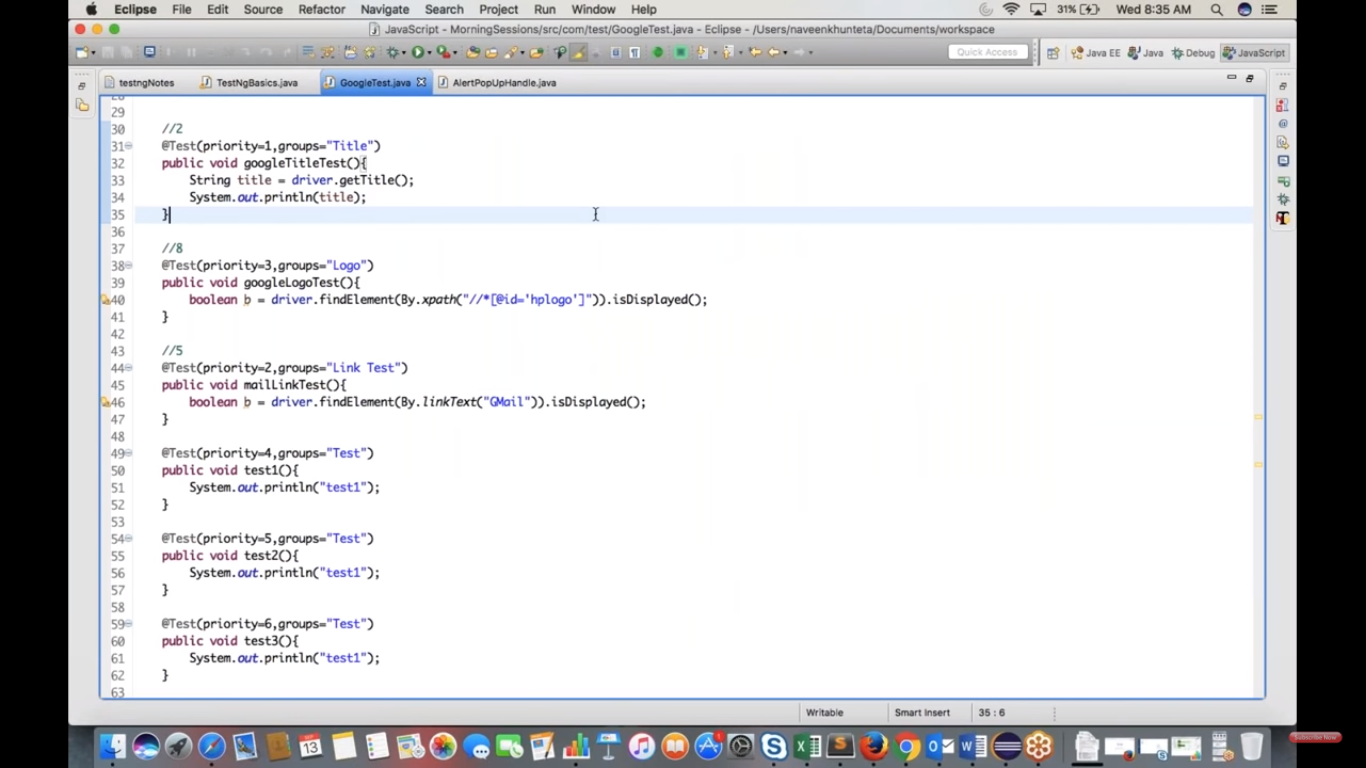 Eclipse File Edit Source Refactor Navigate Search Project Run Window Help 31% Wed 8:35 AM
JavaScript - MorningSessions/src/com/test/GoogleTest.java - Eclipse - /Users/naveenkhunteta/Documents/workspace
Quick Access Java EE Java Debug JavaScript
testngNotes TestNgBasics.java GoogleTest.java AlertPopUpHandle.java
29
30 //2
31 @Test(priority=1,groups="Title")
32 public void googleTitleTest(){
33 String title = driver.getTitle();
34 System.out.println(title);
35 }
36
37 //8
38 @Test(priority=3,groups="Logo")
39 public void googleLogoTest(){
40 boolean b = driver.findElement(By.xpath("//*[@id='hplogo']")).isDisplayed();
41 }
42
43 //5
44 @Test(priority=2,groups="Link Test")
45 public void mailLinkTest(){
46 boolean b = driver.findElement(By.linkText("GMail")).isDisplayed();
47 }
48
49 @Test(priority=4,groups="Test")
50 public void test1(){
51 System.out.println("test1");
52 }
53
54 @Test(priority=5,groups="Test")
55 public void test2(){
56 System.out.println("test1");
57 }
58
59 @Test(priority=6,groups="Test")
60 public void test3(){
61 System.out.println("test1");
62 }
63
Writable Smart Insert 35 : 6
13
Subscribe Now